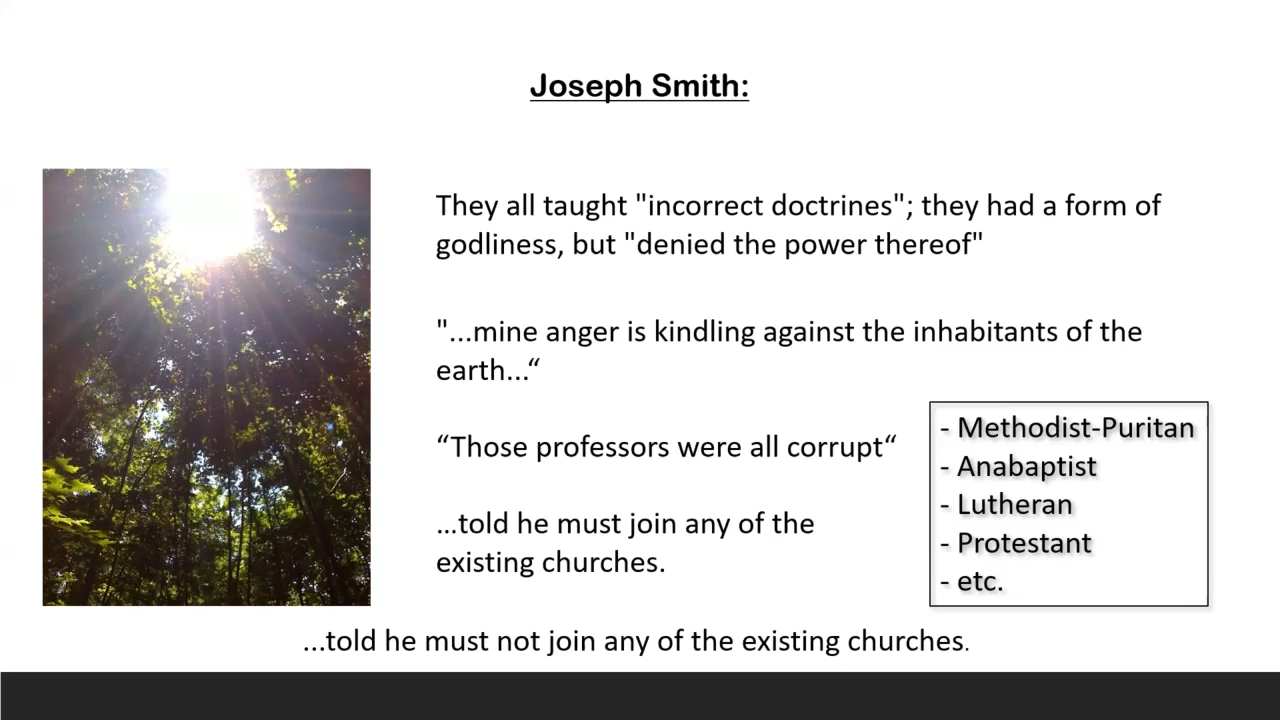 Joseph Smith:
They all taught "incorrect doctrines"; they had a form of
godliness, but "denied the power thereof"
"...mine anger is kindling against the inhabitants of the
earth...“
“Those professors were all corrupt“
...told he must join any of the
existing churches.
- Methodist-Puritan
- Anabaptist
- Lutheran
- Protestant
- etc.
...told he must not join any of the existing churches.